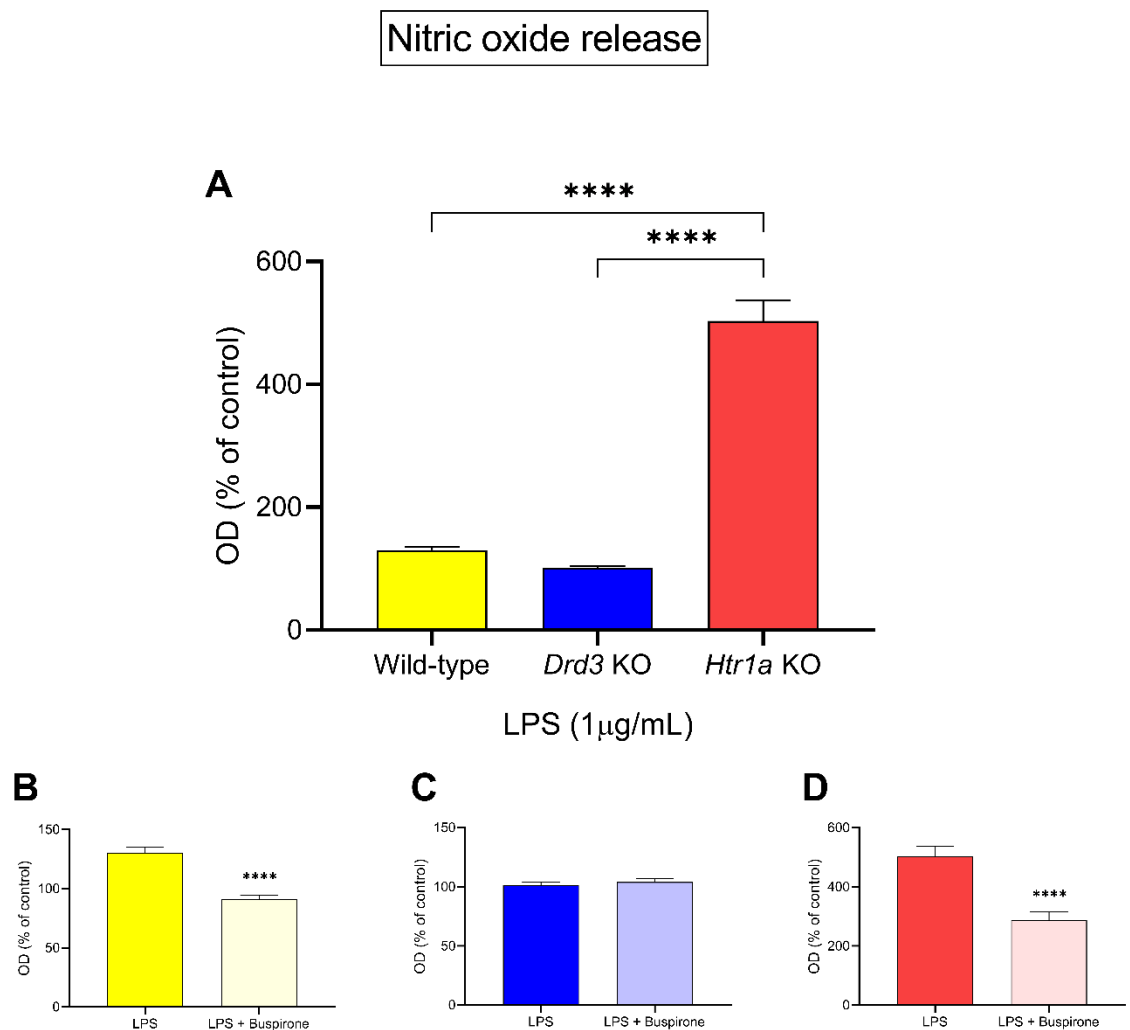 Nitric oxide release
A
****
****
600
400
200
0
OD (% of control)
Wild-type Drd3 KO Htr1a KO
LPS (1μg/mL)
B
150
100
50
0
OD (% of control)
****
LPS LPS + Buspirone
C
150
100
50
0
OD (% of control)
LPS LPS + Buspirone
D
600
400
200
0
OD (% of control)
****
LPS LPS + Buspirone